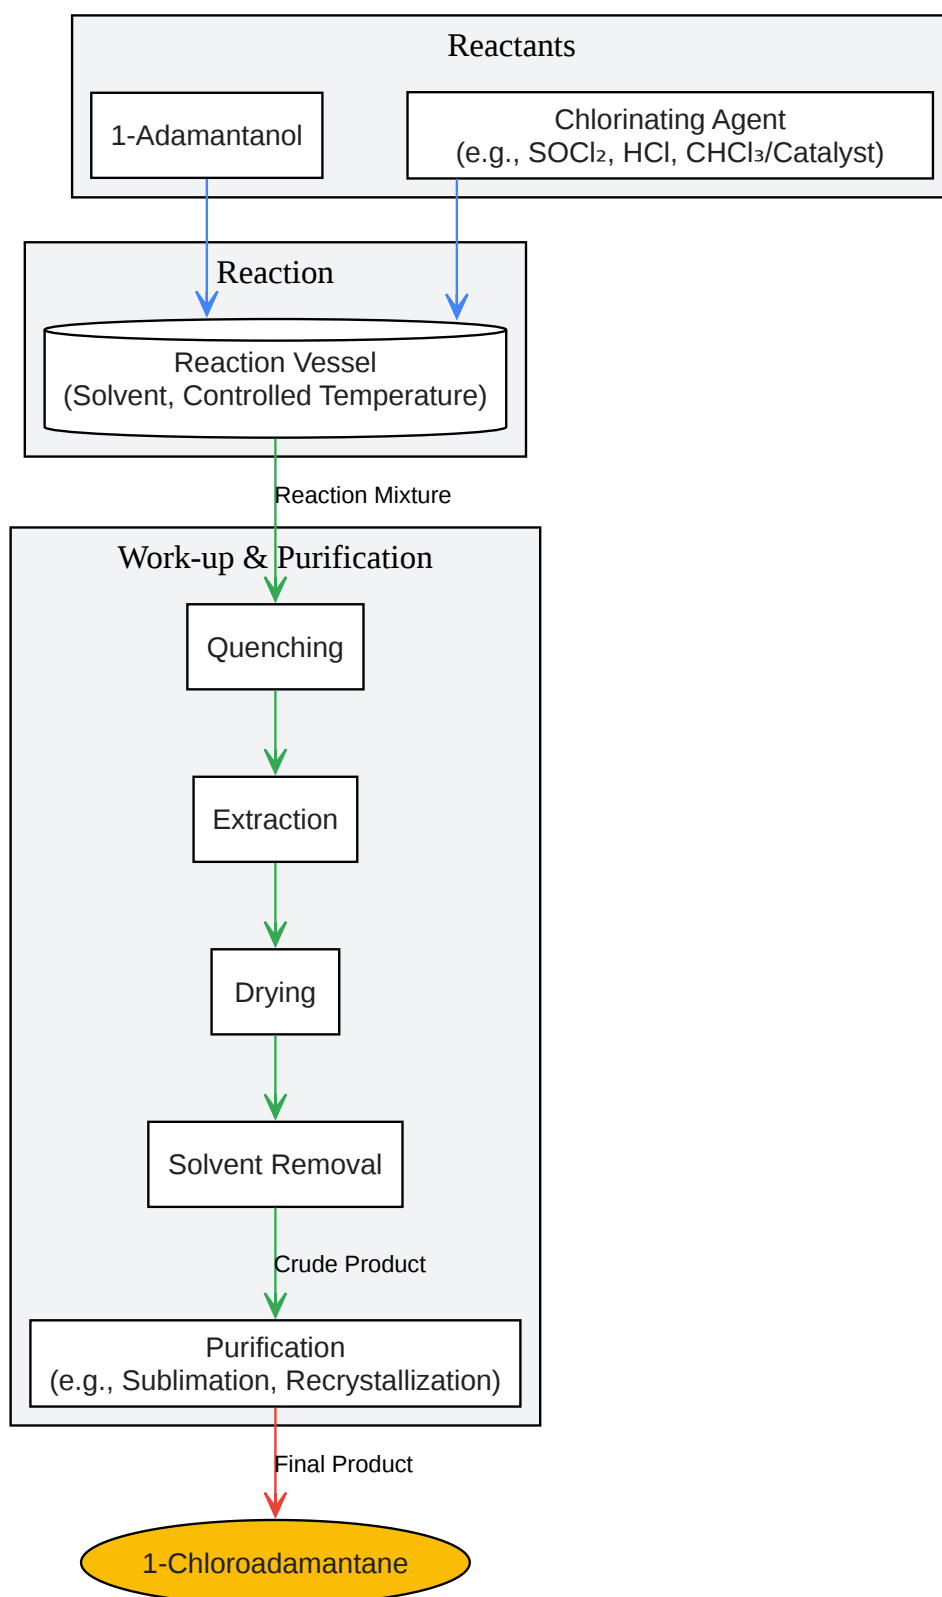 Reactants
1-Adamantanol
Chlorinating Agent
(e.g., SOCl₂, HCl, CHCl₃/Catalyst)
Reaction
Reaction Vessel
(Solvent, Controlled Temperature)
Reaction Mixture
Work-up & Purification
Quenching
Extraction
Drying
Solvent Removal
Crude Product
Purification
(e.g., Sublimation, Recrystallization)
Final Product
1-Chloroadamantane